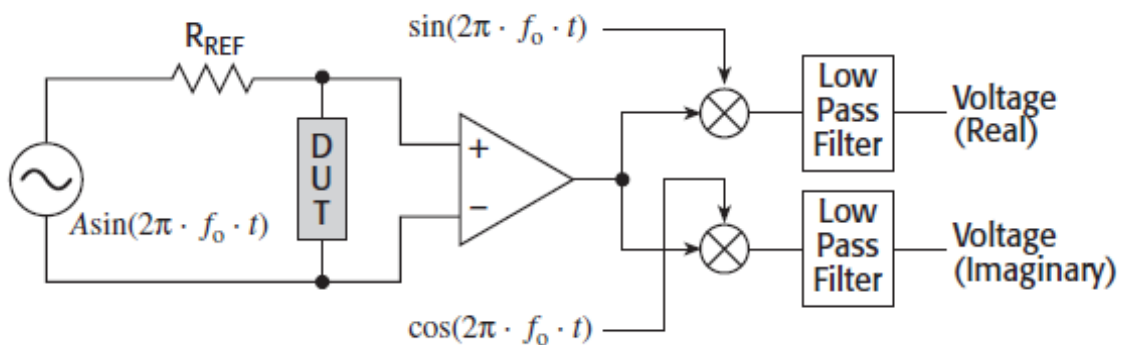 sin(2π · fₒ · t)
R_REF
Low
Pass
Filter
Voltage
(Real)
D
U
T
+
−
Asin(2π · fₒ · t)
Low
Pass
Filter
Voltage
(Imaginary)
cos(2π · fₒ · t)